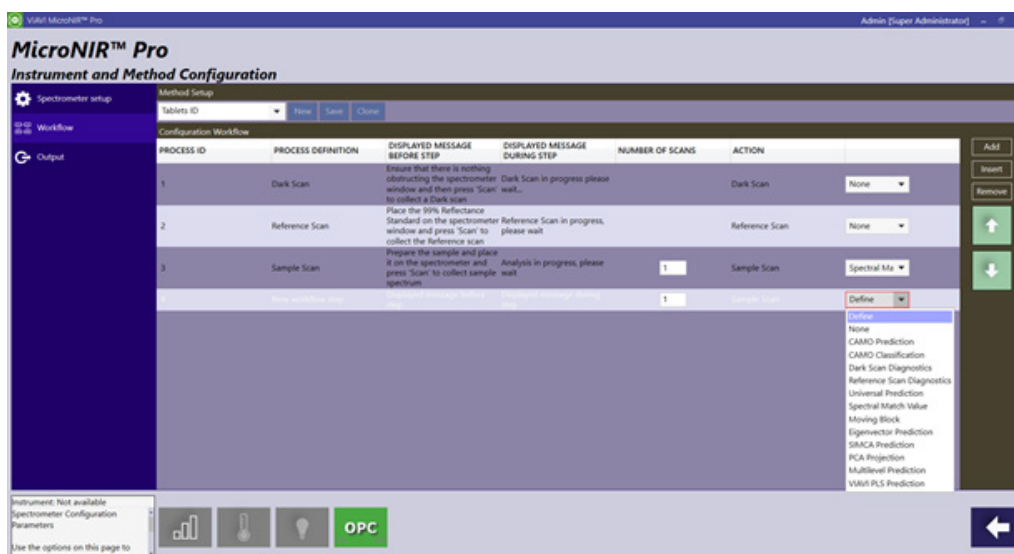 VIAVI MicroNIR™ Pro
Admin [Super Administrator]
MicroNIR™ Pro
Instrument and Method Configuration
Spectrometer setup
Workflow
Output
Method Setup
Tablets ID
New
Save
Clone
Configuration Workflow
PROCESS ID
PROCESS DEFINITION
DISPLAYED MESSAGE
BEFORE STEP
DISPLAYED MESSAGE
DURING STEP
NUMBER OF SCANS
ACTION
1
Dark Scan
Ensure that there is nothing
obstructing the spectrometer
window and then press 'Scan'
to collect a Dark scan
Dark Scan in progress please
wait...
Dark Scan
None
2
Reference Scan
Place the 99% Reflectance
Standard on the spectrometer
window and press 'Scan' to
collect the Reference scan
Reference Scan in progress,
please wait
Reference Scan
None
3
Sample Scan
Prepare the sample and place
it on the spectrometer and
press 'Scan' to collect sample
spectrum
Analysis in progress, please
wait
1
Sample Scan
Spectral Ma
4
New workflow step
Displayed message before
step
Displayed message during
step
1
Sample Scan
Define
Define
None
CAMO Prediction
CAMO Classification
Dark Scan Diagnostics
Reference Scan Diagnostics
Universal Prediction
Spectral Match Value
Moving Block
Eigenvector Prediction
SIMCA Prediction
PCA Projection
Multilevel Prediction
VIAVI PLS Prediction
Add
Insert
Remove
Instrument: Not available
Spectrometer Configuration
Parameters
Use the options on this page to
OPC